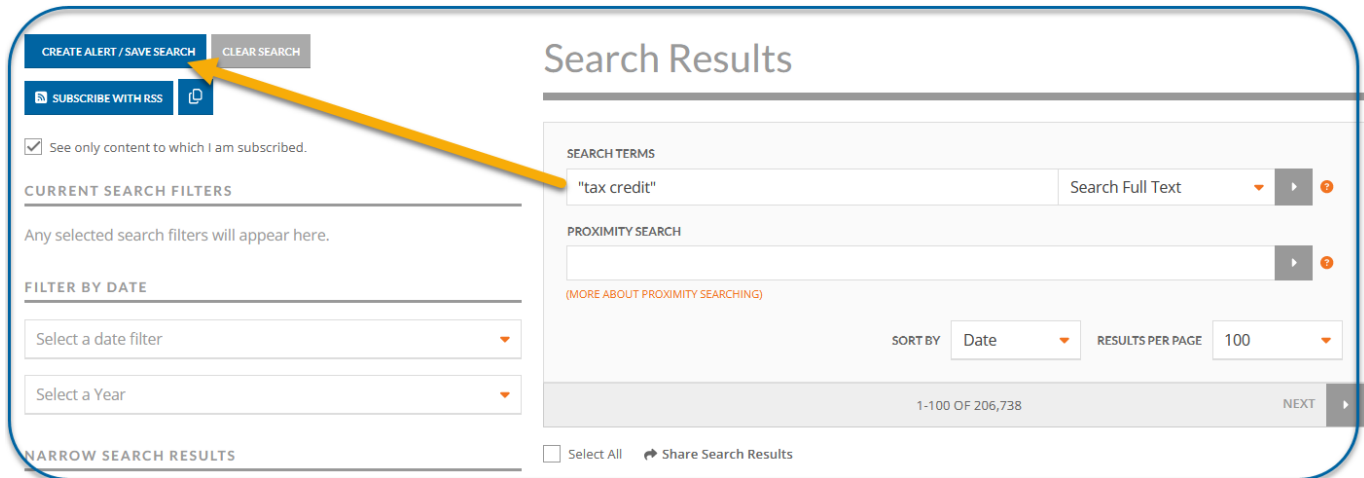 CREATE ALERT / SAVE SEARCH
CLEAR SEARCH
SUBSCRIBE WITH RSS
See only content to which I am subscribed.
CURRENT SEARCH FILTERS
Any selected search filters will appear here.
FILTER BY DATE
Select a date filter
Select a Year
NARROW SEARCH RESULTS
Search Results
SEARCH TERMS
"tax credit"
Search Full Text
?
PROXIMITY SEARCH
?
(MORE ABOUT PROXIMITY SEARCHING)
SORT BY
Date
RESULTS PER PAGE
100
1-100 OF 206,738
NEXT
Select All
Share Search Results